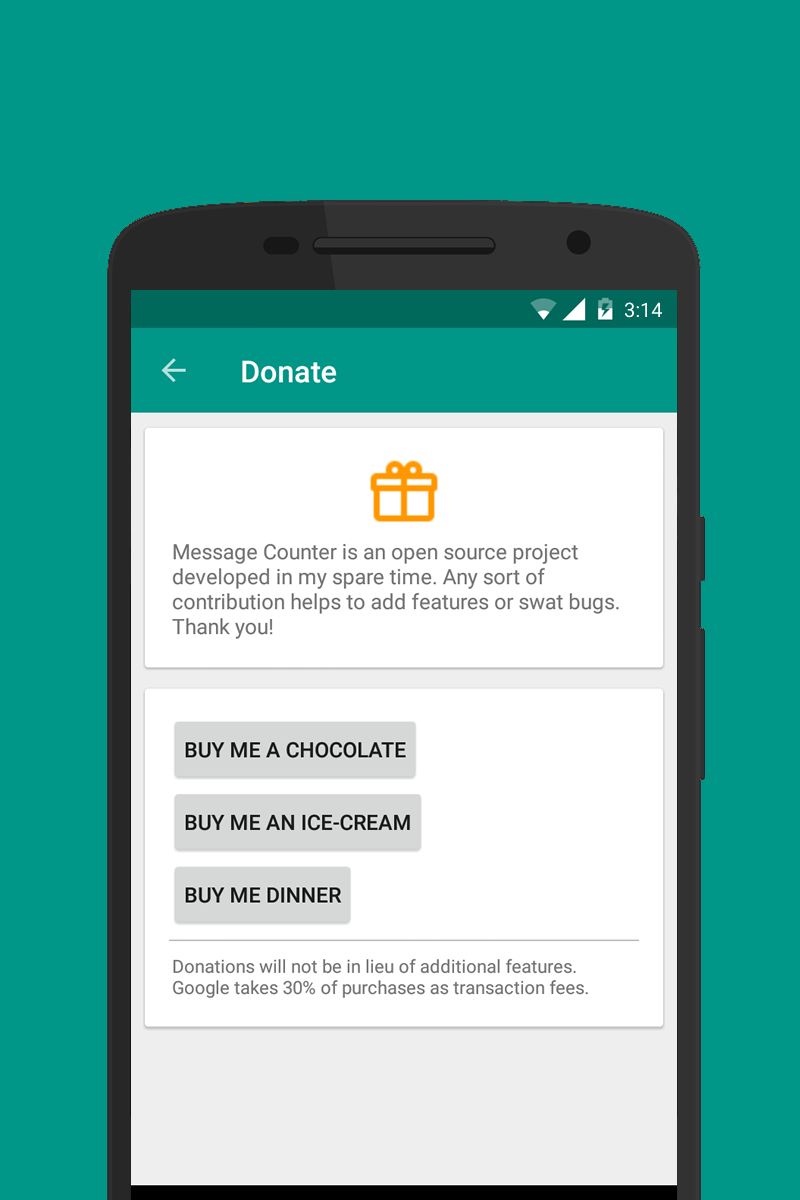 3:14
Donate
Message Counter is an open source project
developed in my spare time. Any sort of
contribution helps to add features or swat bugs.
Thank you!
BUY ME A CHOCOLATE
BUY ME AN ICE-CREAM
BUY ME DINNER
Donations will not be in lieu of additional features.
Google takes 30% of purchases as transaction fees.